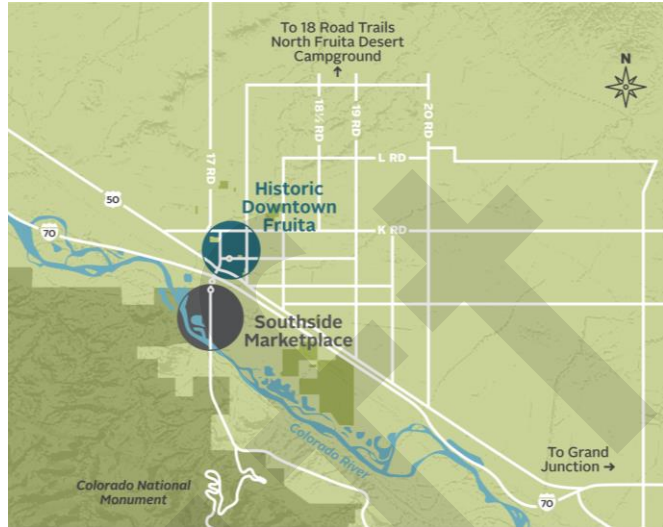 To 18 Road Trails
North Fruita Desert
Campground
↑
N
17 RD
18½ RD
19 RD
20 RD
L RD
50
Historic
Downtown
Fruita
K RD
70
Southside
Marketplace
Colorado River
To Grand
Junction →
Colorado National
Monument
70